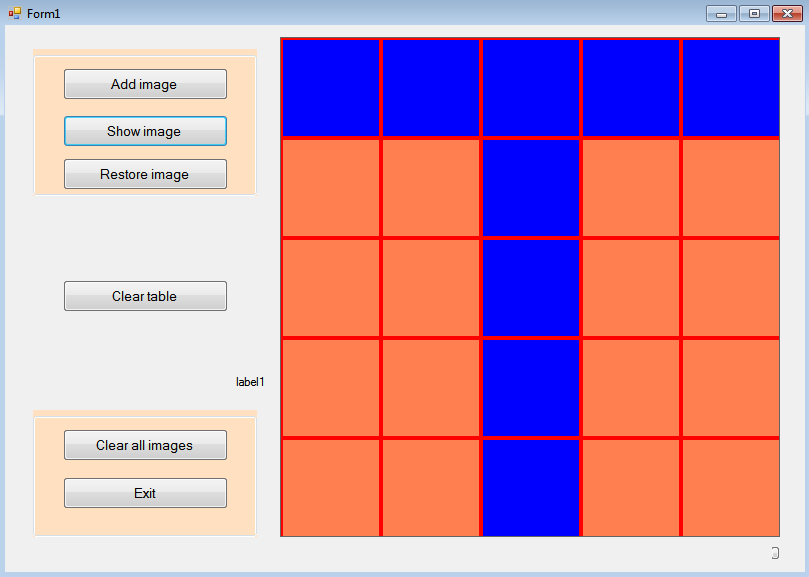 Form1
Add image
Show image
Restore image
Clear table
label1
Clear all images
Exit